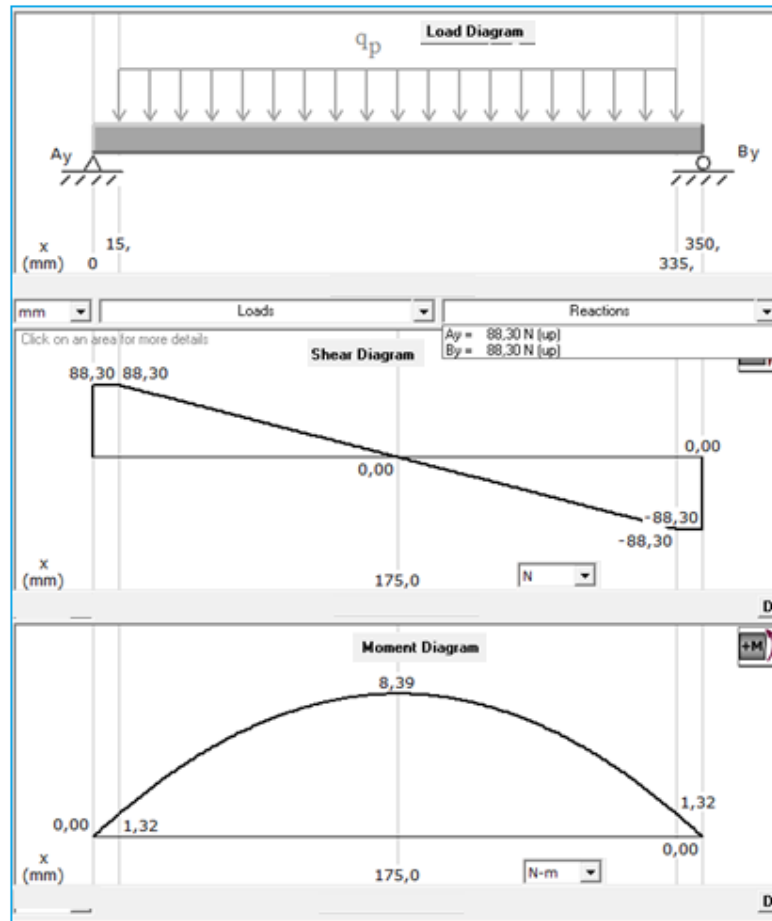 Load Diagram
qp
Ay
By
x
(mm)
0
15,
335,
350,
mm
Loads
Reactions
Click on an area for more details
Ay = 88,30 N (up)
By = 88,30 N (up)
Shear Diagram
88,30 88,30
0,00
0,00
-88,30
-88,30
x
(mm)
175,0
N
D
Moment Diagram
+M
8,39
0,00
1,32
1,32
0,00
x
(mm)
175,0
N-m
D